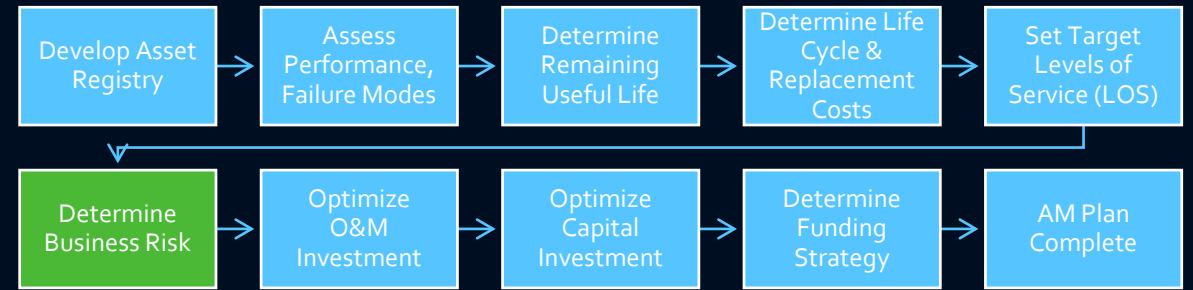 Develop Asset
Registry
Assess
Performance,
Failure Modes
Determine
Remaining
Useful Life
Determine Life
Cycle &
Replacement
Costs
Set Target
Levels of
Service (LOS)
Determine
Business Risk
Optimize
O&M
Investment
Optimize
Capital
Investment
Determine
Funding
Strategy
AM Plan
Complete